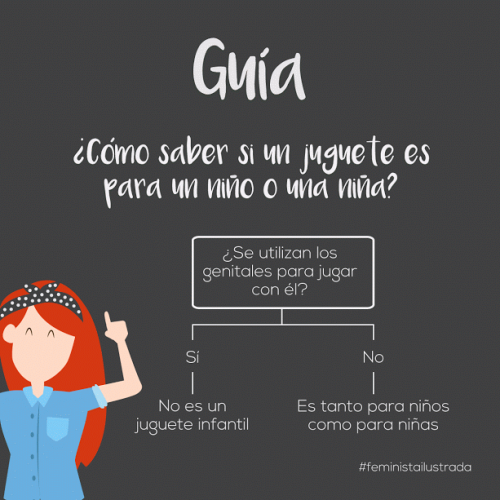 Guía
¿Cómo saber si un juguete es
para un niño o una niña?
¿Se utilizan los
genitales para jugar
con él?
Sí
No
No es un
juguete infantil
Es tanto para niños
como para niñas
#feministailustrada